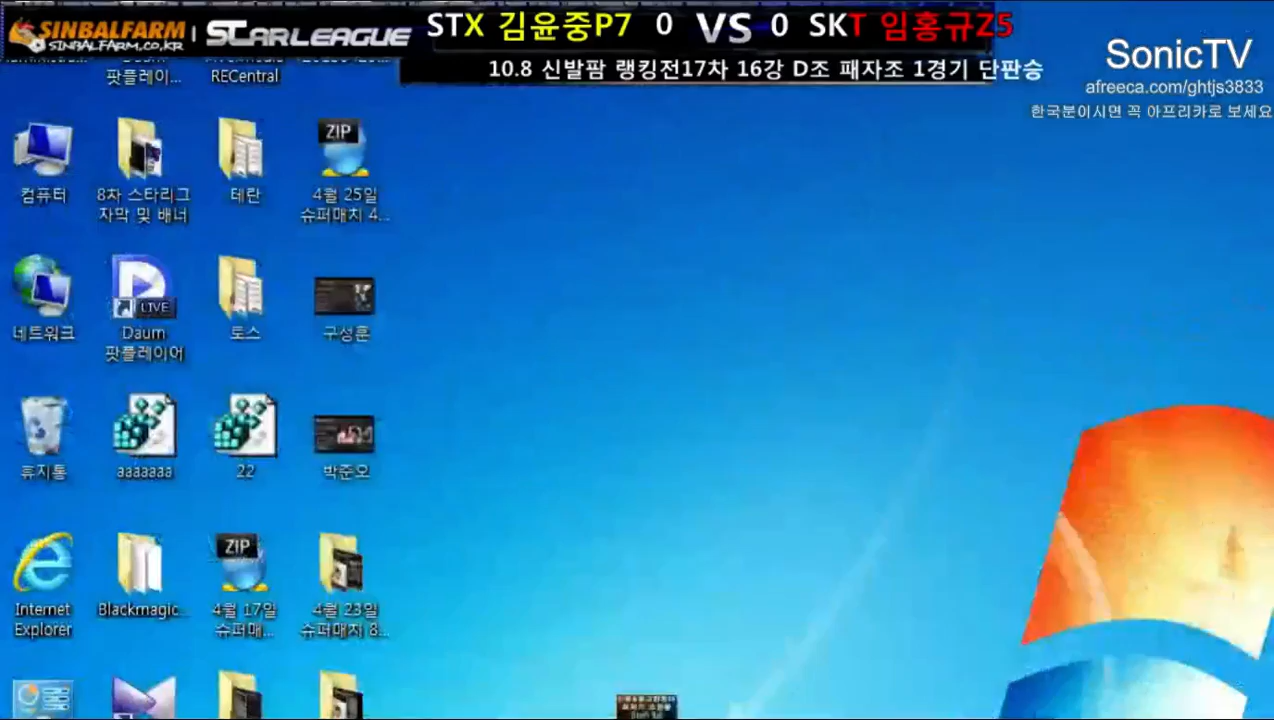 SINBALFARM
SINBALFARM.CO.KR
STARLEAGUE
STX 김윤중P7 0 VS 0 SKT 임홍규Z5
10.8 신발팜 랭킹전17차 16강 D조 패자조 1경기 단판승
SonicTV
afreeca.com/ghtjs3833
한국분이시면 꼭 아프리카로 보세요
팟플레이...
RECentral
컴퓨터
8차 스타리그
자막 및 배너
테란
ZIP
4월 25일
슈퍼매치 4...
네트워크
LIVE
Daum
팟플레이어
토스
구성훈
휴지통
aaaaaaa
22
박준오
Internet
Explorer
Blackmagic...
ZIP
4월 17일
슈퍼매...
4월 23일
슈퍼매치 8...